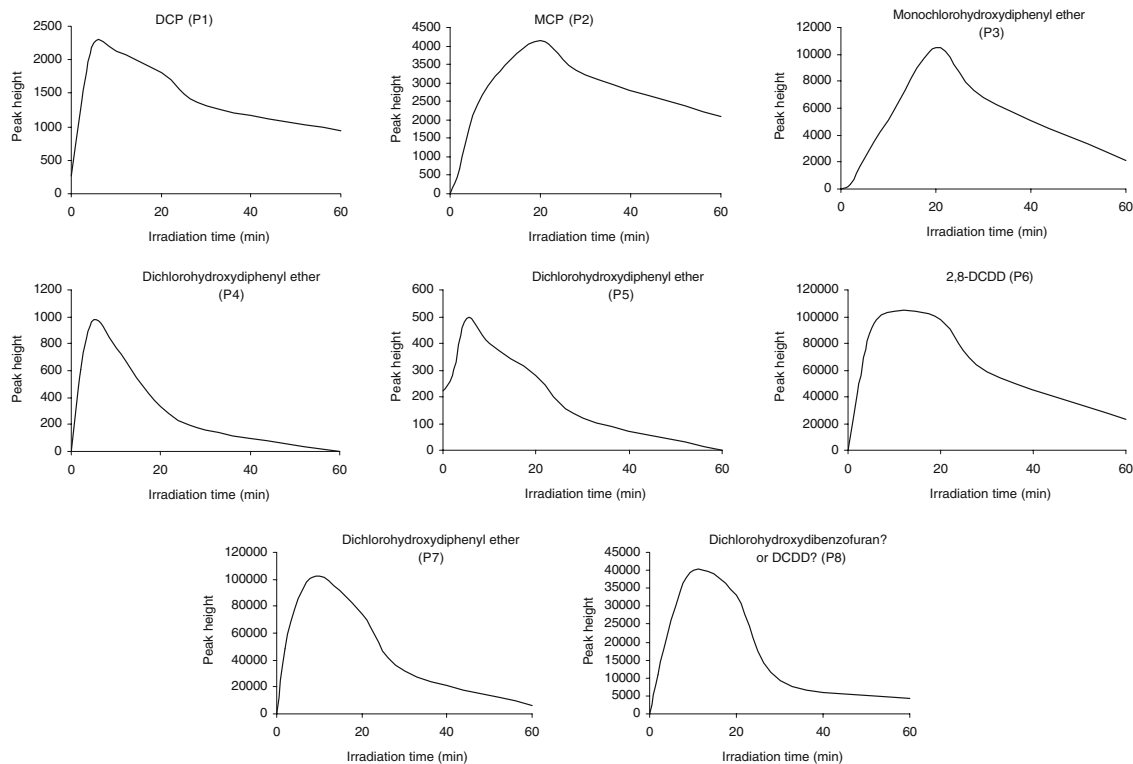 DCP (P1)
2500
2000
1500
1000
500
0
Peak height
0 20 40 60
Irradiation time (min)
MCP (P2)
4500
4000
3500
3000
2500
2000
1500
1000
500
0
Peak height
0 20 40 60
Irradiation time (min)
Monochlorohydroxydiphenyl ether
(P3)
12000
10000
8000
6000
4000
2000
0
Peak height
0 20 40 60
Irradiation time (min)
Dichlorohydroxydiphenyl ether
(P4)
1200
1000
800
600
400
200
0
Peak height
0 20 40 60
Irradiation time (min)
Dichlorohydroxydiphenyl ether
(P5)
600
500
400
300
200
100
0
Peak height
0 20 40 60
Irradiation time (min)
2,8-DCDD (P6)
120000
100000
80000
60000
40000
20000
0
Peak height
0 20 40 60
Irradiation time (min)
Dichlorohydroxydiphenyl ether
(P7)
120000
100000
80000
60000
40000
20000
0
Peak height
0 20 40 60
Irradiation time (min)
Dichlorohydroxydibenzofuran?
or DCDD? (P8)
45000
40000
35000
30000
25000
20000
15000
10000
5000
0
Peak height
0 20 40 60
Irradiation time (min)